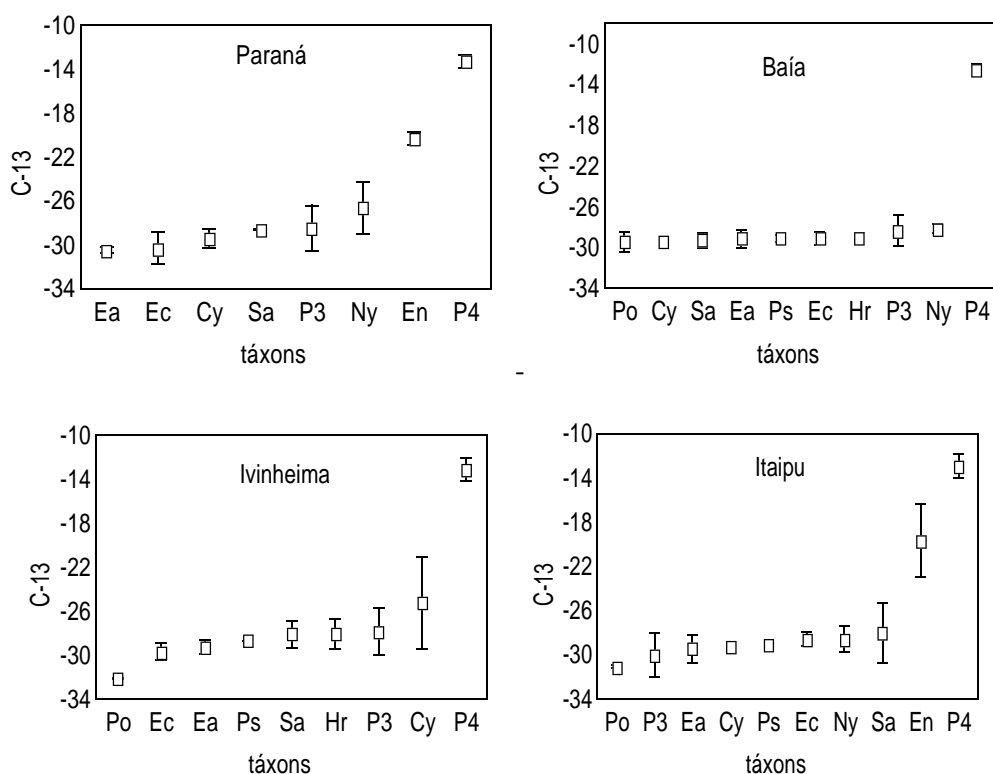 Paraná
C-13
-10
-14
-18
-22
-26
-30
-34
Ea Ec Cy Sa P3 Ny En P4
táxons
Baía
C-13
-10
-14
-18
-22
-26
-30
-34
Po Cy Sa Ea Ps Ec Hr P3 Ny P4
táxons
Ivinheima
C-13
-10
-14
-18
-22
-26
-30
-34
Po Ec Ea Ps Sa Hr P3 Cy P4
táxons
Itaipu
C-13
-10
-14
-18
-22
-26
-30
-34
Po P3 Ea Cy Ps Ec Ny Sa En P4
táxons